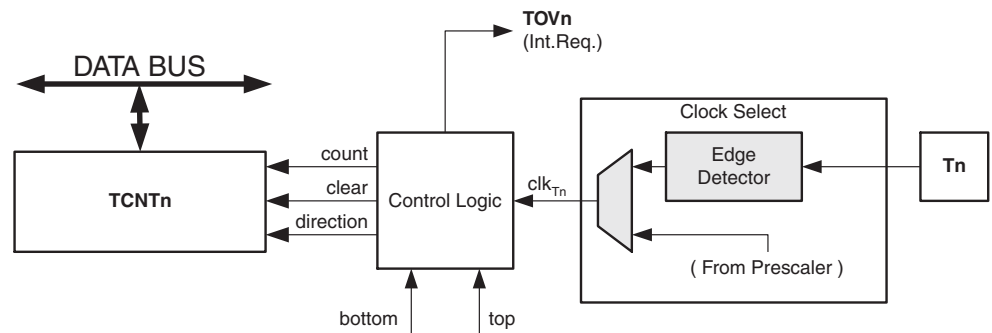 TOVn
(Int.Req.)
DATA BUS
Clock Select
count
Edge
Detector
Tn
TCNTn
clear
Control Logic
clkTn
direction
( From Prescaler )
bottom
top